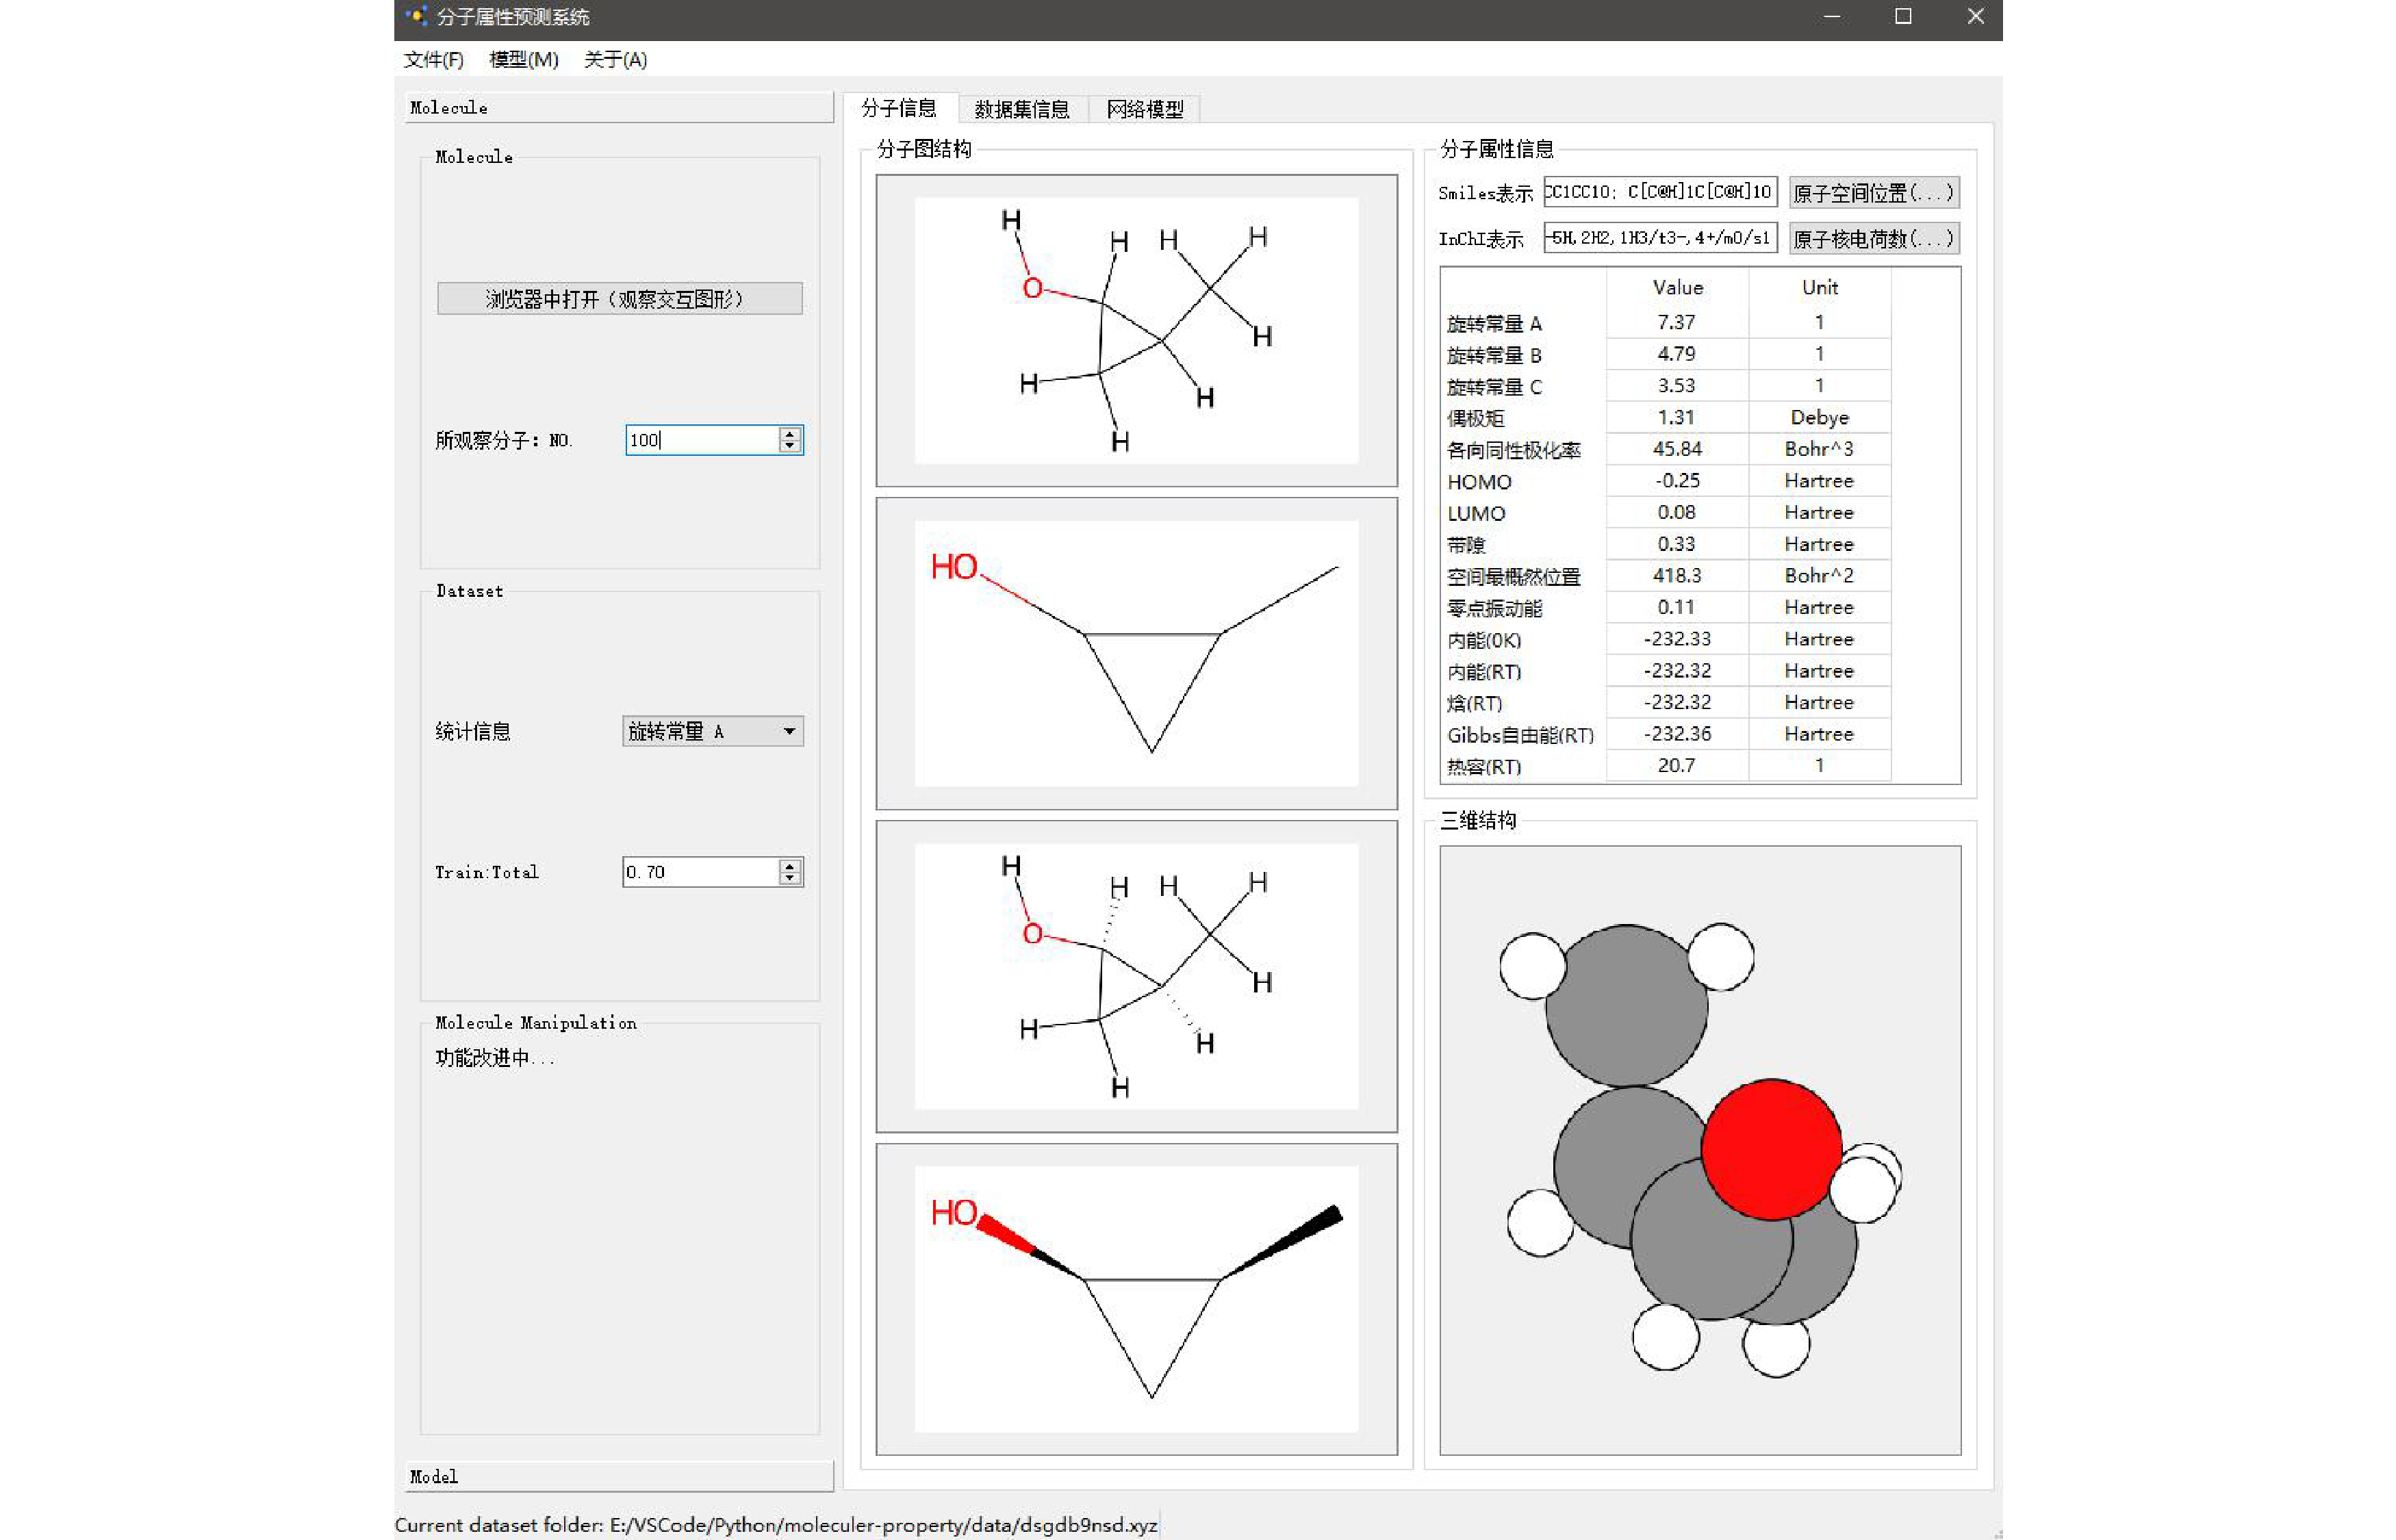 分子属性预测系统
文件(F) 模型(M) 关于(A)
Molecule
Molecule
浏览器中打开（观察交互图形）
所观察分子：NO. 100
Dataset
统计信息 旋转常量 A
Train:Total 0.70
Molecule Manipulation
功能改进中...
Model
分子信息 数据集信息 网络模型
分子图结构
H
H H H
O
H
H H
H
HO
H
H H H
O
H
H H
H
HO
分子属性信息
Smiles表示 CC1CC1O; C[C@H]1C[C@H]1O 原子空间位置(...)
InChI表示 -5H,2H2,1H3/t3-,4+/m0/s1 原子核电荷数(...)
Value Unit
旋转常量 A 7.37 1
旋转常量 B 4.79 1
旋转常量 C 3.53 1
偶极矩 1.31 Debye
各向同性极化率 45.84 Bohr^3
HOMO -0.25 Hartree
LUMO 0.08 Hartree
带隙 0.33 Hartree
空间最概然位置 418.3 Bohr^2
零点振动能 0.11 Hartree
内能(0K) -232.33 Hartree
内能(RT) -232.32 Hartree
焓(RT) -232.32 Hartree
Gibbs自由能(RT) -232.36 Hartree
热容(RT) 20.7 1
三维结构
Current dataset folder: E:/VSCode/Python/moleculer-property/data/dsgdb9nsd.xyz